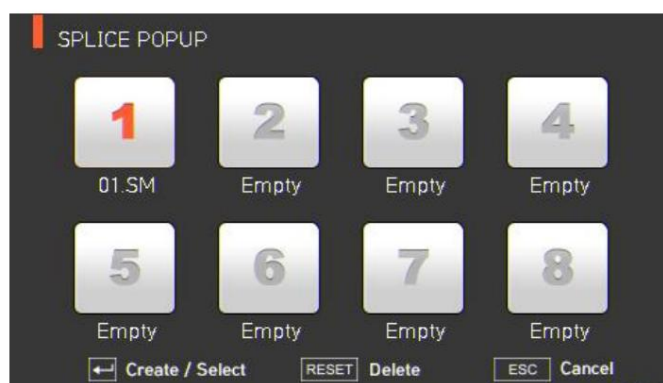 SPLICE POPUP
1 2 3 4
01.SM Empty Empty Empty
5 6 7 8
Empty Empty Empty Empty
Create / Select RESET Delete ESC Cancel